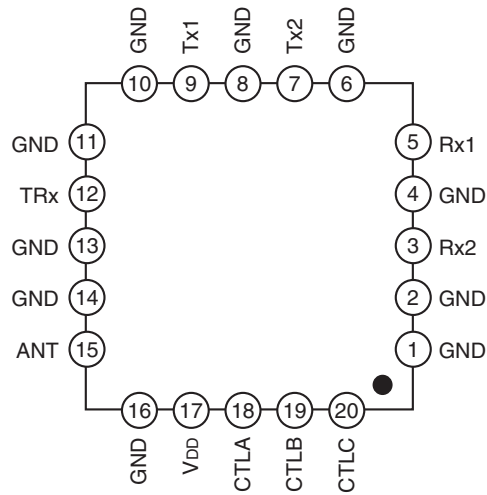 GND Tx1 GND Tx2 GND
10 9 8 7 6
GND 11 5 Rx1
TRx 12 4 GND
GND 13 3 Rx2
GND 14 2 GND
ANT 15 1 GND
16 17 18 19 20
GND VDD CTLA CTLB CTLC